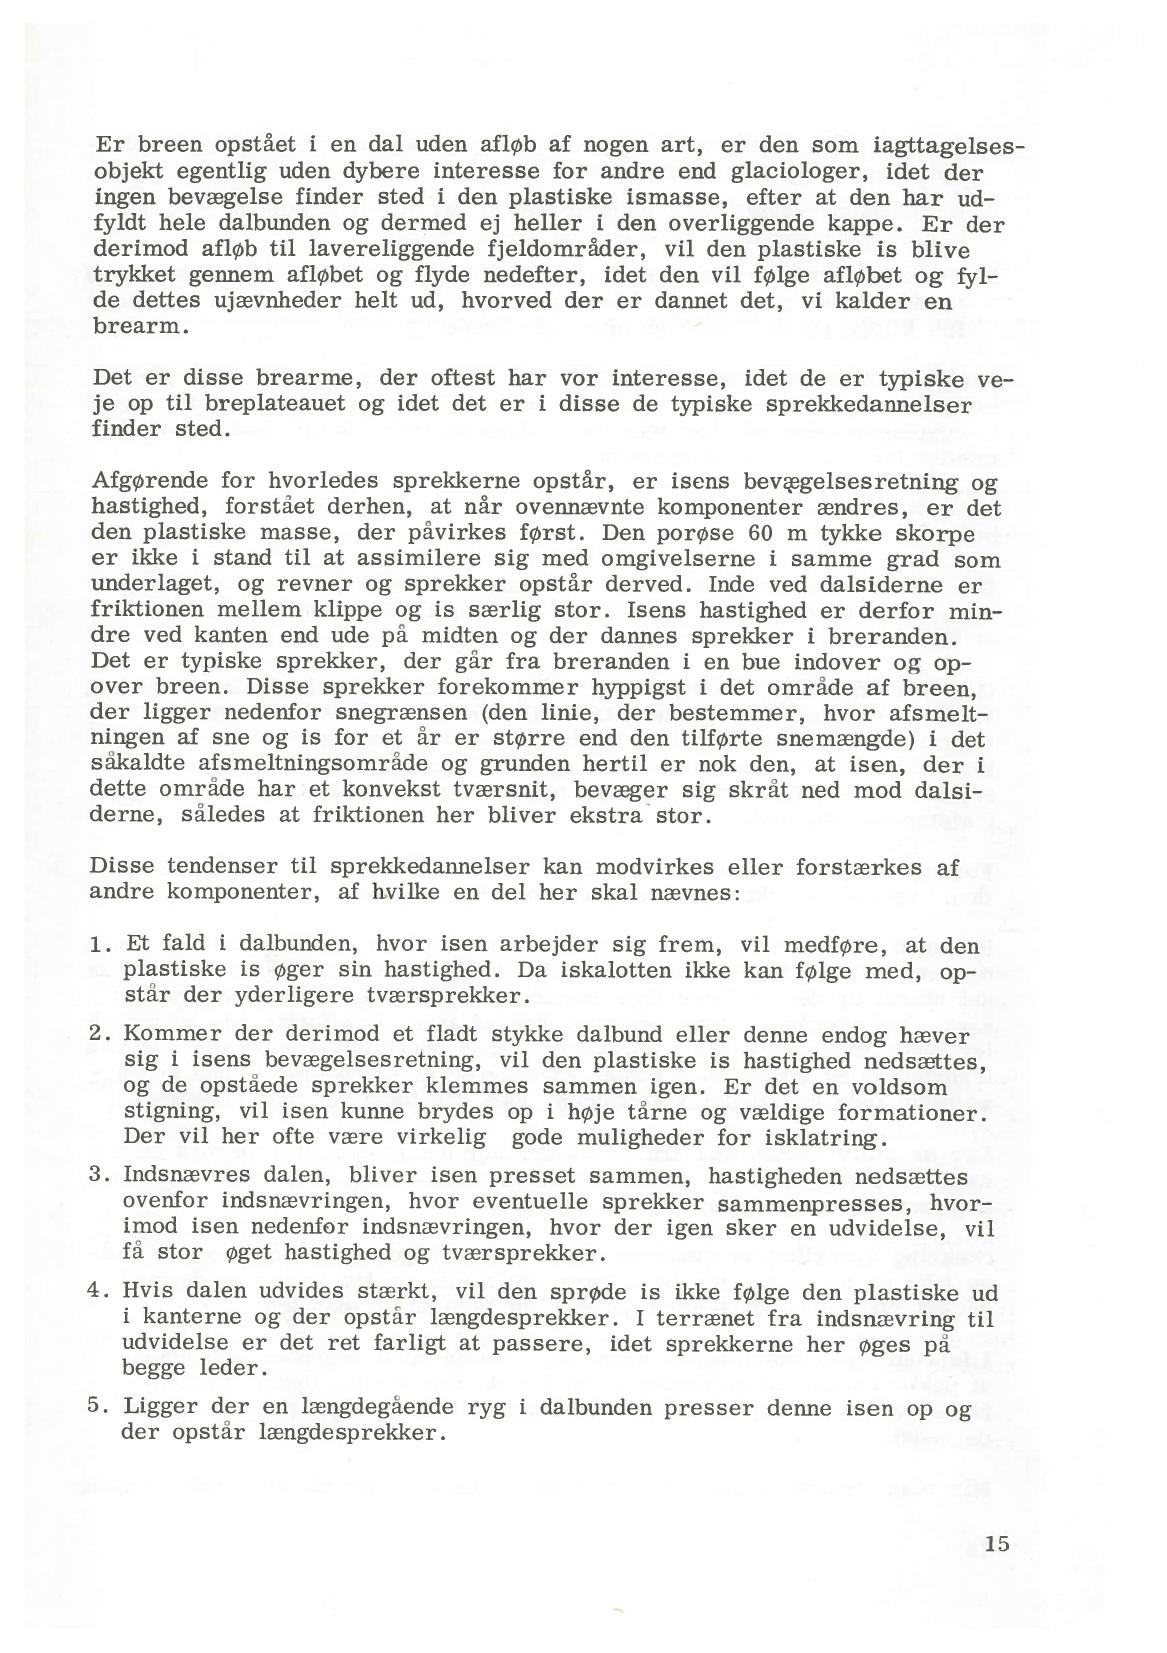 Er breen opstået i en dal uden afløb af nogen art, er den som iagttagelses-
objekt egentlig uden dybere interesse for andre end glaciologer, idet der
ingen bevægelse finder sted i den plastiske ismasse, efter at den har ud-
fyldt hele dalbunden og dermed ej heller i den overliggende kappe. Er der
derimod afløb til lavereliggende fjeldområder, vil den plastiske is blive
trykket gennem afløbet og flyde nedefter, idet den vil følge afløbet og fyl-
de dettes ujævnheder helt ud, hvorved der er dannet det, vi kalder en
brearm.
Det er disse brearme, der oftest har vor interesse, idet de er typiske ve-
je op til breplateauet og idet det er i disse de typiske sprekkedannelser
finder sted.
Afgørende for hvorledes sprekkerne opstår, er isens bevægelsesretning og
hastighed, forstået derhen, at når ovennævnte komponenter ændres, er det
den plastiske masse, der påvirkes først. Den porøse 60 m tykke skorpe
er ikke i stand til at assimilere sig med omgivelserne i samme grad som
underlaget, og revner og sprekker opstår derved. Inde ved dalsiderne er
friktionen mellem klippe og is særlig stor. Isens hastighed er derfor min-
dre ved kanten end ude på midten og der dannes sprekker i breranden.
Det er typiske sprekker, der går fra breranden i en bue indover og op-
over breen. Disse sprekker forekommer hyppigst i det område af breen,
der ligger nedenfor snegrænsen (den linie, der bestemmer, hvor afsmelt-
ningen af sne og is for et år er større end den tilførte snemængde) i det
såkaldte afsmeltningsområde og grunden hertil er nok den, at isen, der i
dette område har et konvekst tværsnit, bevæger sig skråt ned mod dalsi-
derne, således at friktionen her bliver ekstra stor.
Disse tendenser til sprekkedannelser kan modvirkes eller forstærkes af
andre komponenter, af hvilke en del her skal nævnes:
1. Et fald i dalbunden, hvor isen arbejder sig frem, vil medføre, at den
plastiske is øger sin hastighed. Da iskalotten ikke kan følge med, op-
står der yderligere tværsprekker.
2. Kommer der derimod et fladt stykke dalbund eller denne endog hæver
sig i isens bevægelsesretning, vil den plastiske is hastighed nedsættes,
og de opståede sprekker klemmes sammen igen. Er det en voldsom
stigning, vil isen kunne brydes op i høje tårne og vældige formationer.
Der vil her ofte være virkelig gode muligheder for isklatring.
3. Indsnævres dalen, bliver isen presset sammen, hastigheden nedsættes
ovenfor indsnævringen, hvor eventuelle sprekker sammenpresses, hvor-
imod isen nedenfor indsnævringen, hvor der igen sker en udvidelse, vil
få stor øget hastighed og tværsprekker.
4. Hvis dalen udvides stærkt, vil den sprøde is ikke følge den plastiske ud
i kanterne og der opstår længdesprekker. I terrænet fra indsnævring til
udvidelse er det ret farligt at passere, idet sprekkerne her øges på
begge leder.
5. Ligger der en længdegående ryg i dalbunden presser denne isen op og
der opstår længdesprekker.
15